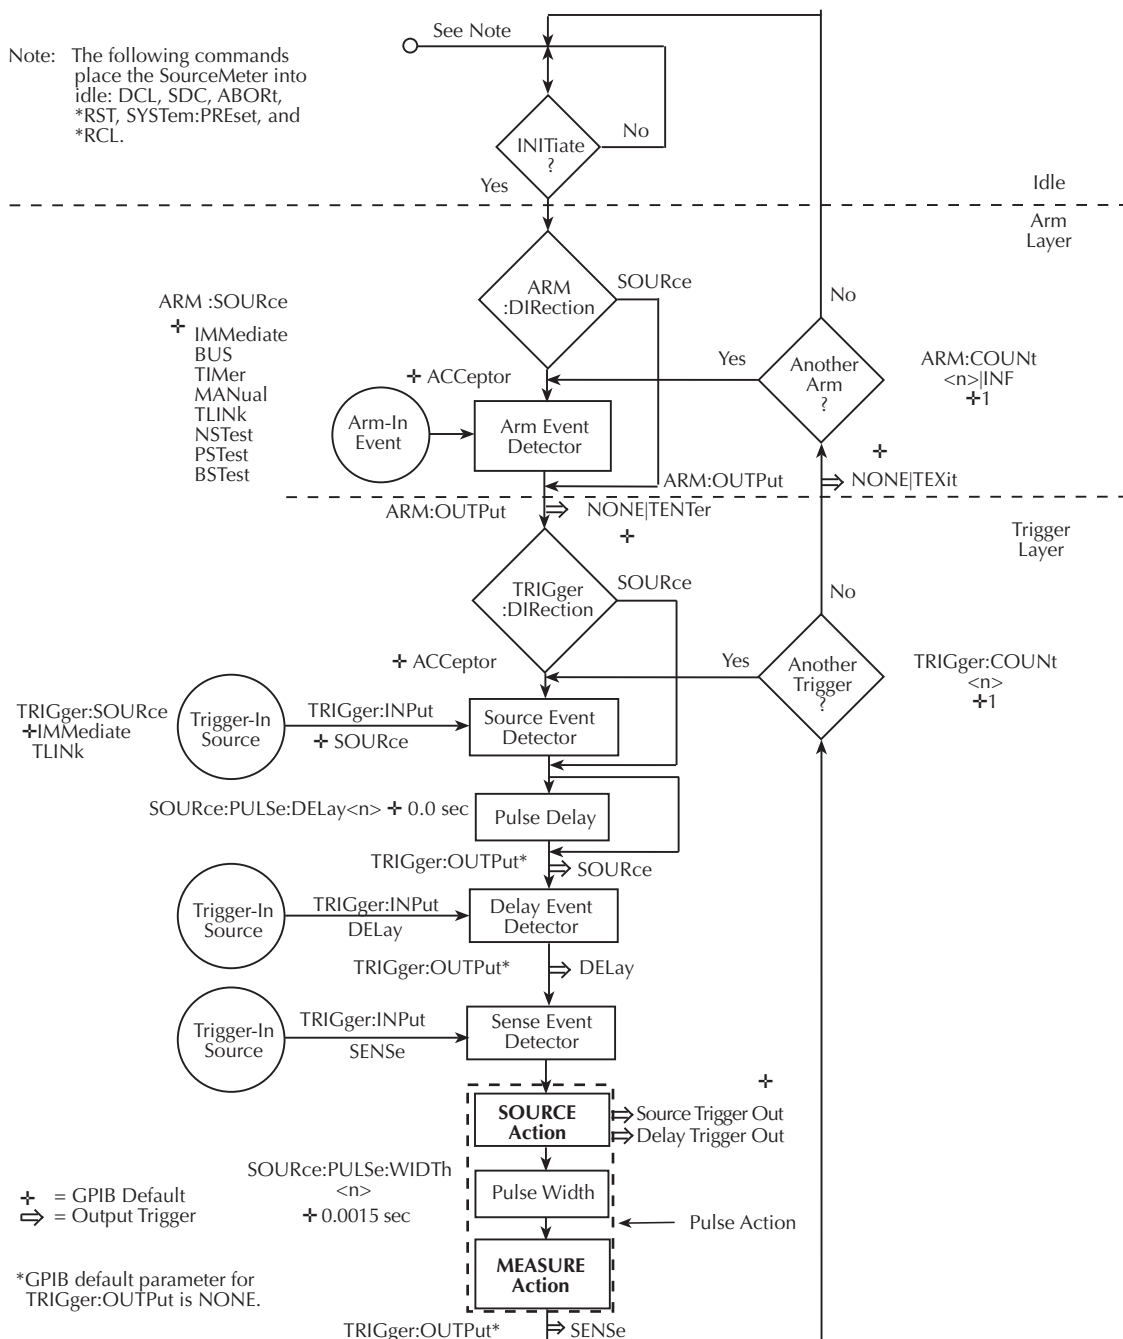 See Note
Note: The following commands
place the SourceMeter into
idle: DCL, SDC, ABORt,
*RST, SYSTem:PREset, and
*RCL.
No
INITiate
?
Yes
Idle
Arm
Layer
ARM
:DIRection
SOURce
No
ARM :SOURce
IMMediate
BUS
TIMer
MANual
TLINk
NSTest
PSTest
BSTest
ACCeptor
Yes
Another
Arm
?
ARM:COUNt
<n>|INF
1
Arm-In
Event
Arm Event
Detector
ARM:OUTPut
NONE|TEXit
ARM:OUTPut
NONE|TENTer
Trigger
Layer
TRIGger
:DIRection
SOURce
No
ACCeptor
Yes
Another
Trigger
?
TRIGger:COUNt
<n>
1
TRIGger:SOURce
IMMediate
TLINk
Trigger-In
Source
TRIGger:INPut
SOURce
Source Event
Detector
SOURce:PULSe:DELay<n> 0.0 sec
Pulse Delay
TRIGger:OUTPut*
SOURce
Trigger-In
Source
TRIGger:INPut
DELay
Delay Event
Detector
TRIGger:OUTPut*
DELay
Trigger-In
Source
TRIGger:INPut
SENSe
Sense Event
Detector
SOURCE
Action
Source Trigger Out
Delay Trigger Out
SOURce:PULSe:WIDTh
<n>
0.0015 sec
Pulse Width
Pulse Action
= GPIB Default
= Output Trigger
MEASURE
Action
*GPIB default parameter for
TRIGger:OUTPut is NONE.
TRIGger:OUTPut*
SENSe